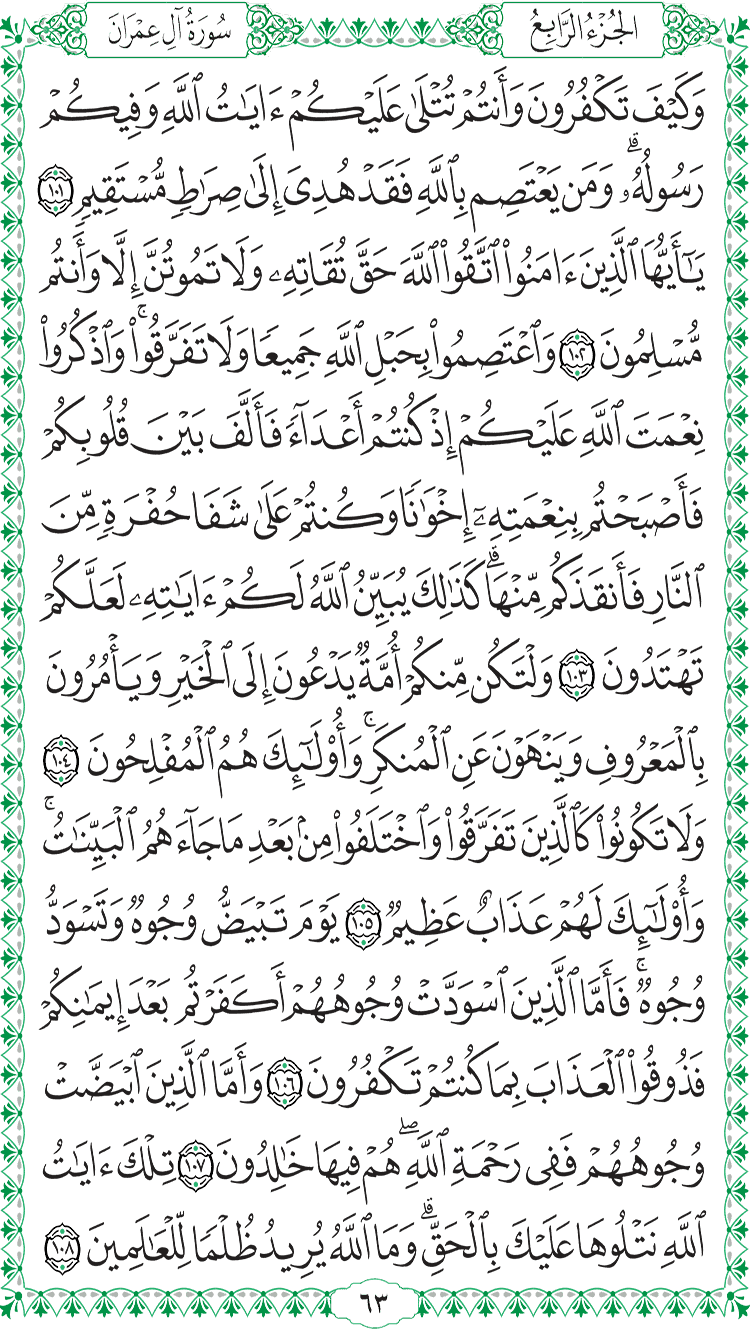 الجُزْءُ الرَّابِعُ
سُورَةُ آلِ عِمْرَانَ
وَكَيْفَ تَكْفُرُونَ وَأَنتُمْ تُتْلَىٰ عَلَيْكُمْ ءَايَٰتُ ٱللَّهِ وَفِيكُمْ
رَسُولُهُۥۗ وَمَن يَعْتَصِم بِٱللَّهِ فَقَدْ هُدِىَ إِلَىٰ صِرَٰطٍ مُّسْتَقِيمٍ ١٠١
يَٰٓأَيُّهَا ٱلَّذِينَ ءَامَنُوا۟ ٱتَّقُوا۟ ٱللَّهَ حَقَّ تُقَاتِهِۦ وَلَا تَمُوتُنَّ إِلَّا وَأَنتُم
مُّسْلِمُونَ ١٠٢ وَٱعْتَصِمُوا۟ بِحَبْلِ ٱللَّهِ جَمِيعًا وَلَا تَفَرَّقُوا۟ۚ وَٱذْكُرُوا۟
نِعْمَتَ ٱللَّهِ عَلَيْكُمْ إِذْ كُنتُمْ أَعْدَآءً فَأَلَّفَ بَيْنَ قُلُوبِكُمْ
فَأَصْبَحْتُم بِنِعْمَتِهِۦٓ إِخْوَٰنًا وَكُنتُمْ عَلَىٰ شَفَا حُفْرَةٍ مِّنَ
ٱلنَّارِ فَأَنقَذَكُم مِّنْهَاۗ كَذَٰلِكَ يُبَيِّنُ ٱللَّهُ لَكُمْ ءَايَٰتِهِۦ لَعَلَّكُمْ
تَهْتَدُونَ ١٠٣ وَلْتَكُن مِّنكُمْ أُمَّةٌ يَدْعُونَ إِلَى ٱلْخَيْرِ وَيَأْمُرُونَ
بِٱلْمَعْرُوفِ وَيَنْهَوْنَ عَنِ ٱلْمُنكَرِۚ وَأُو۟لَٰٓئِكَ هُمُ ٱلْمُفْلِحُونَ ١٠٤
وَلَا تَكُونُوا۟ كَٱلَّذِينَ تَفَرَّقُوا۟ وَٱخْتَلَفُوا۟ مِنۢ بَعْدِ مَا جَآءَهُمُ ٱلْبَيِّنَٰتُۚ
وَأُو۟لَٰٓئِكَ لَهُمْ عَذَابٌ عَظِيمٌ ١٠٥ يَوْمَ تَبْيَضُّ وُجُوهٌ وَتَسْوَدُّ
وُجُوهٌۚ فَأَمَّا ٱلَّذِينَ ٱسْوَدَّتْ وُجُوهُهُمْ أَكَفَرْتُم بَعْدَ إِيمَٰنِكُمْ
فَذُوقُوا۟ ٱلْعَذَابَ بِمَا كُنتُمْ تَكْفُرُونَ ١٠٦ وَأَمَّا ٱلَّذِينَ ٱبْيَضَّتْ
وُجُوهُهُمْ فَفِى رَحْمَةِ ٱللَّهِۖ هُمْ فِيهَا خَٰلِدُونَ ١٠٧ تِلْكَ ءَايَٰتُ
ٱللَّهِ نَتْلُوهَا عَلَيْكَ بِٱلْحَقِّۗ وَمَا ٱللَّهُ يُرِيدُ ظُلْمًا لِّلْعَٰلَمِينَ ١٠٨
٦٣